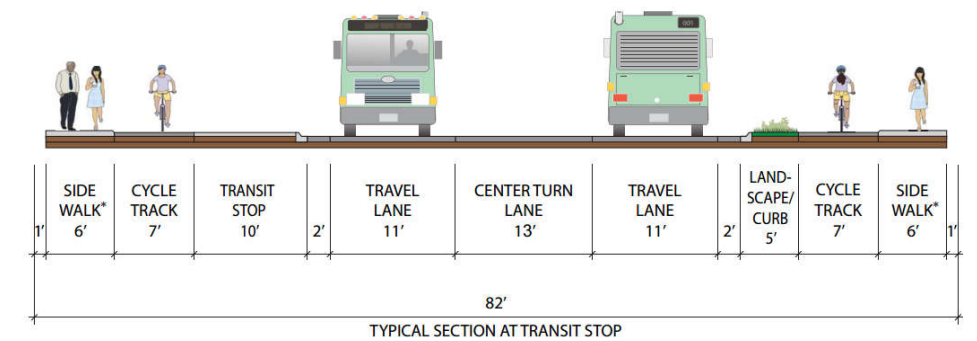 1'
SIDE
WALK*
6'
CYCLE
TRACK
7'
TRANSIT
STOP
10'
2'
TRAVEL
LANE
11'
CENTER TURN
LANE
13'
TRAVEL
LANE
11'
2'
LAND-
SCAPE/
CURB
5'
CYCLE
TRACK
7'
SIDE
WALK*
6'
1'
82'
TYPICAL SECTION AT TRANSIT STOP